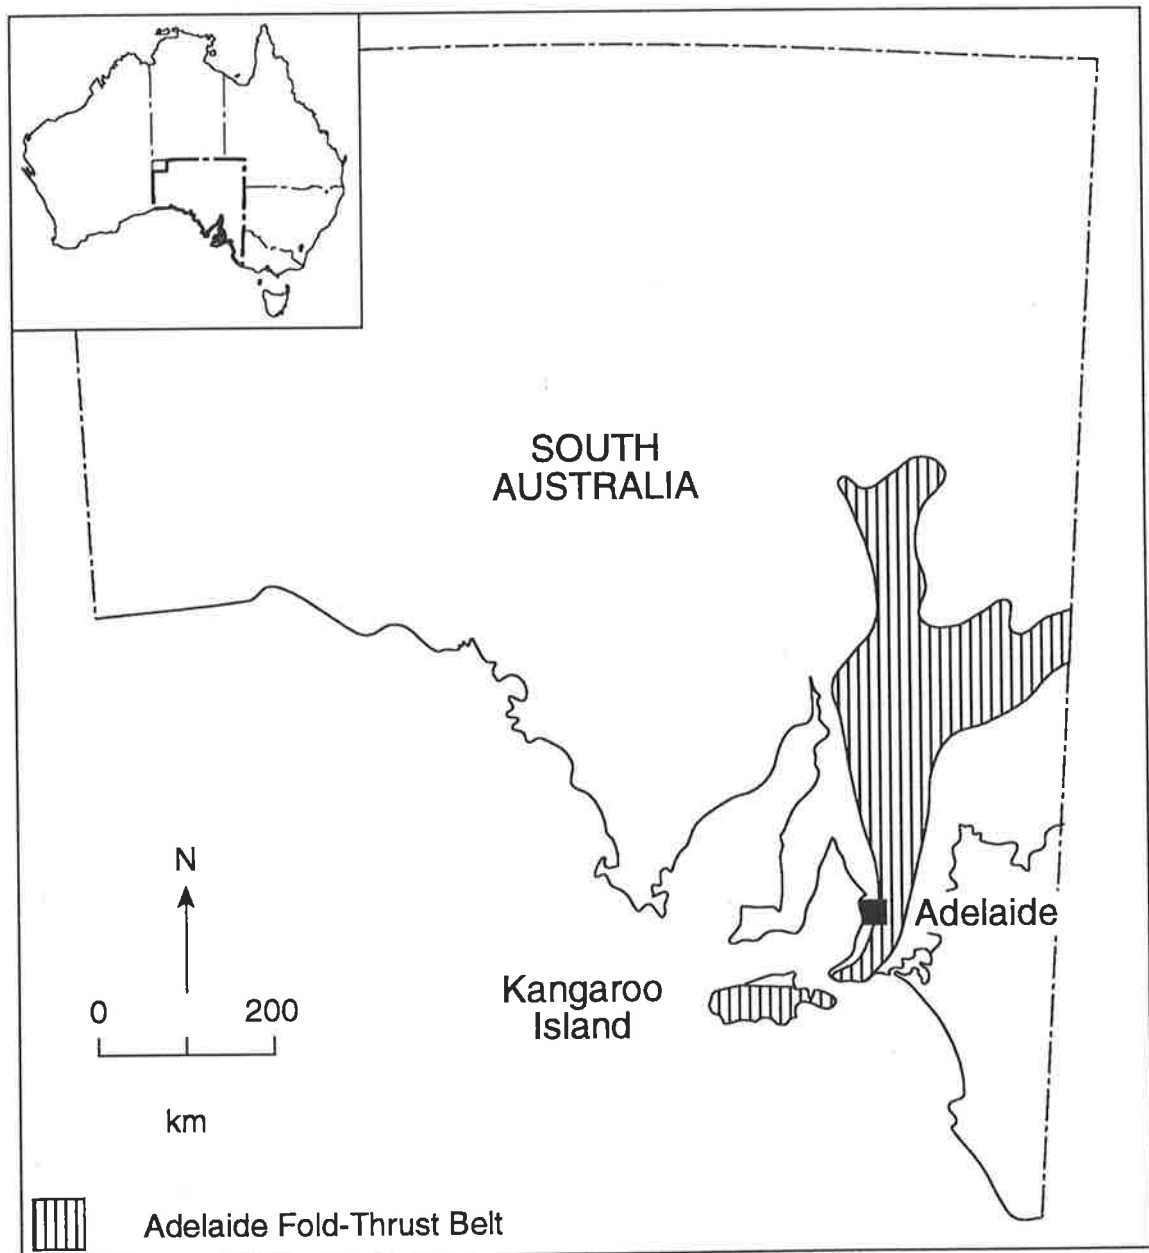 SOUTH
AUSTRALIA
N
Adelaide
Kangaroo
Island
0 200
km
Adelaide Fold-Thrust Belt